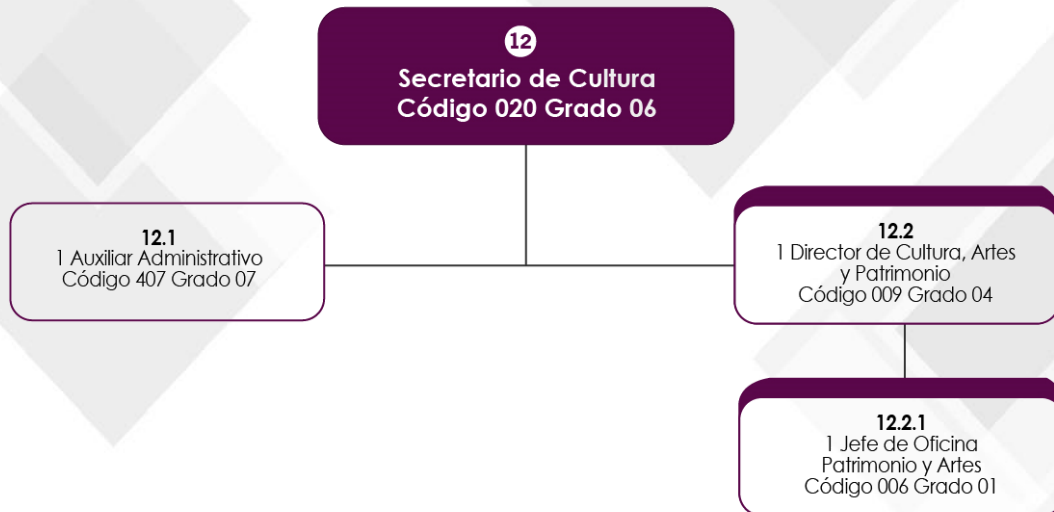 12
Secretario de Cultura
Código 020 Grado 06
12.1
1 Auxiliar Administrativo
Código 407 Grado 07
12.2
1 Director de Cultura, Artes
y Patrimonio
Código 009 Grado 04
12.2.1
1 Jefe de Oficina
Patrimonio y Artes
Código 006 Grado 01